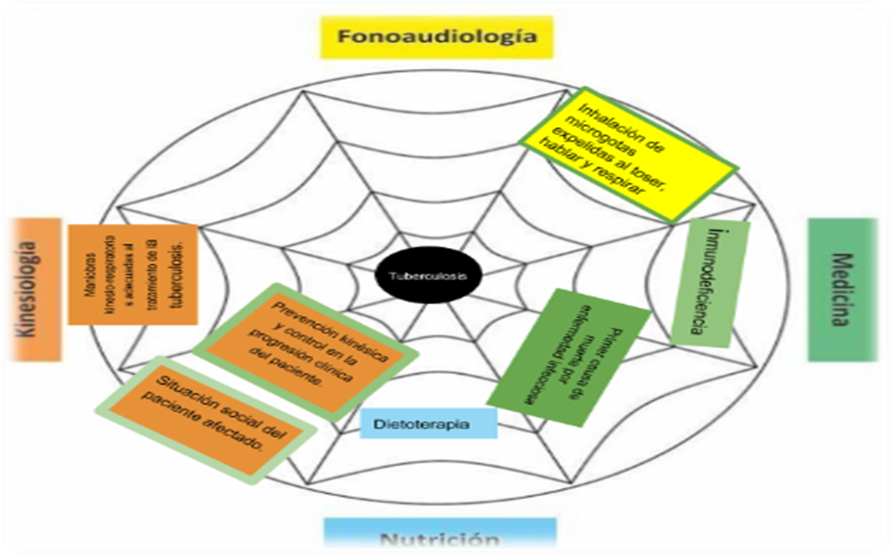 Fonoaudiología
Inhalación de
microgotas
expelidas al toser,
hablar y respirar
Kinesiología
Maniobras
kinesio-respiratoria
s adecuadas al
tratamiento de la
tuberculosis.
Tuberculosis
Inmunodeficiencia
Medicina
Prevención kinésica
y control en la
progresión clínica
del paciente.
Primer causa de
muerte por
enfermedad infecciosa
Situación social del
paciente afectado.
Dietoterapia
Nutrición